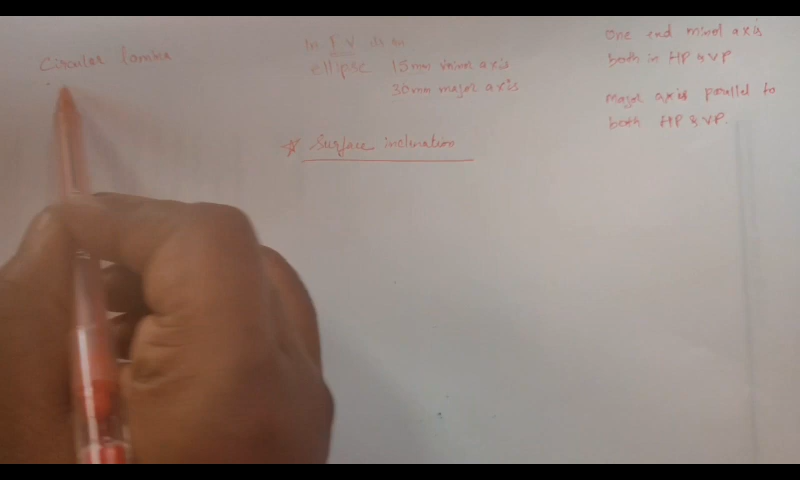 Circular lamina
In F.V it is an
ellipse 15mm minor axis
30mm major axis
☆ Surface inclination
One end minor axis
both in HP & VP
Major axis parallel to
both HP & VP.